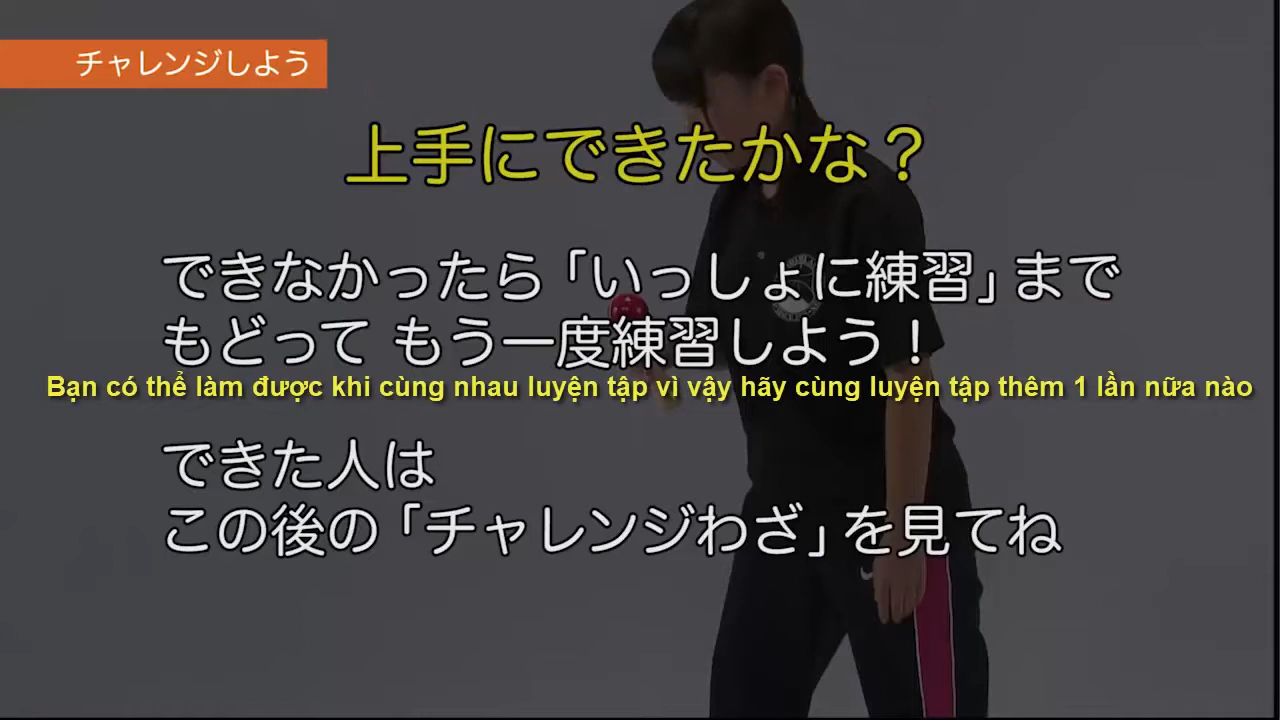 チャレンジしよう
上手にできたかな？
できなかったら「いっしょに練習」まで
もどって もう一度練習しよう！
Bạn có thể làm được khi cùng nhau luyện tập vì vậy hãy cùng luyện tập thêm 1 lần nữa nào
できた人は
この後の「チャレンジわざ」を見てね